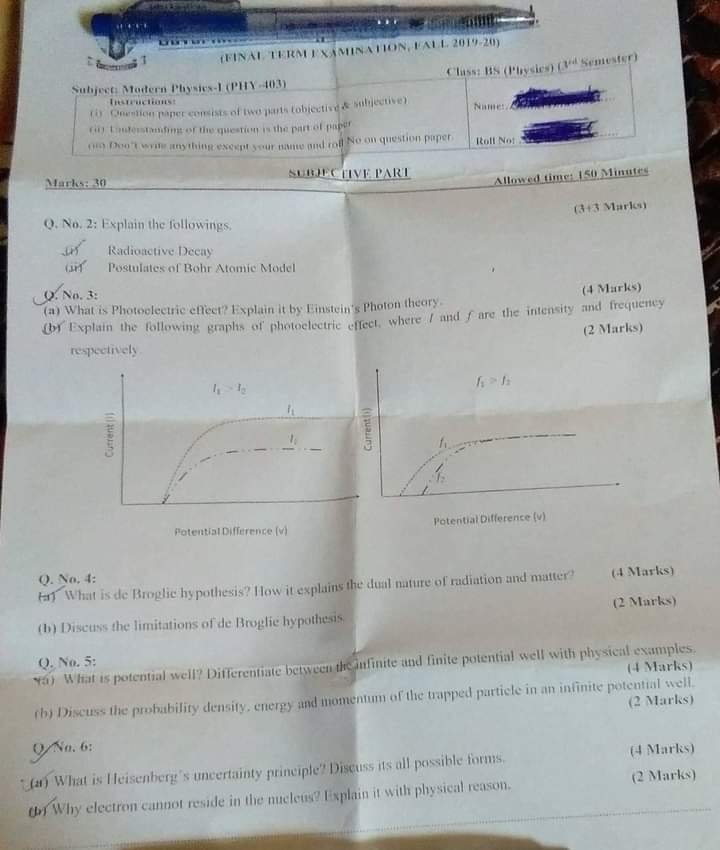 (FINAL TERM EXAMINATION, FALL 2019-20)
Subject: Modern Physics-I (PHY-403)
Class: BS (Physics) (3rd Semester)
Instructions:
(i) Question paper consists of two parts (objective & subjective)
(ii) Understanding of the question is the part of paper
(iii) Don't write anything except your name and roll No on question paper
Name:
Roll No:
SUBJECTIVE PART
Marks: 30
Allowed time: 150 Minutes
Q. No. 2: Explain the followings.
(3+3 Marks)
(i) Radioactive Decay
(ii) Postulates of Bohr Atomic Model
Q. No. 3:
(a) What is Photoelectric effect? Explain it by Einstein's Photon theory.
(4 Marks)
(b) Explain the following graphs of photoelectric effect, where I and f are the intensity and frequency
respectively.
(2 Marks)
I1 > I2
I1
I2
Current (i)
Potential Difference (v)
f1 > f2
f1
f2
Current (i)
Potential Difference (v)
Q. No. 4:
(a) What is de Broglie hypothesis? How it explains the dual nature of radiation and matter?
(4 Marks)
(b) Discuss the limitations of de Broglie hypothesis.
(2 Marks)
Q. No. 5:
(a) What is potential well? Differentiate between the infinite and finite potential well with physical examples.
(4 Marks)
(b) Discuss the probability density, energy and momentum of the trapped particle in an infinite potential well.
(2 Marks)
Q. No. 6:
(a) What is Heisenberg's uncertainty principle? Discuss its all possible forms.
(4 Marks)
(b) Why electron cannot reside in the nucleus? Explain it with physical reason.
(2 Marks)